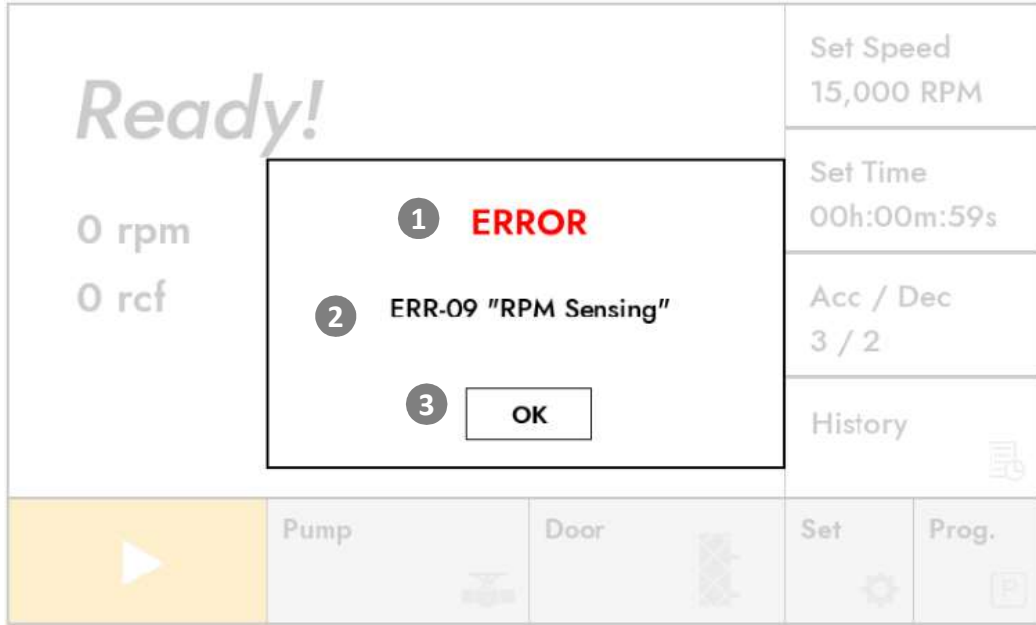 Ready!
0 rpm
0 rcf
1 ERROR
2 ERR-09 "RPM Sensing"
3 OK
Set Speed
15,000 RPM
Set Time
00h:00m:59s
Acc / Dec
3 / 2
History
Pump
Door
Set
Prog.
P